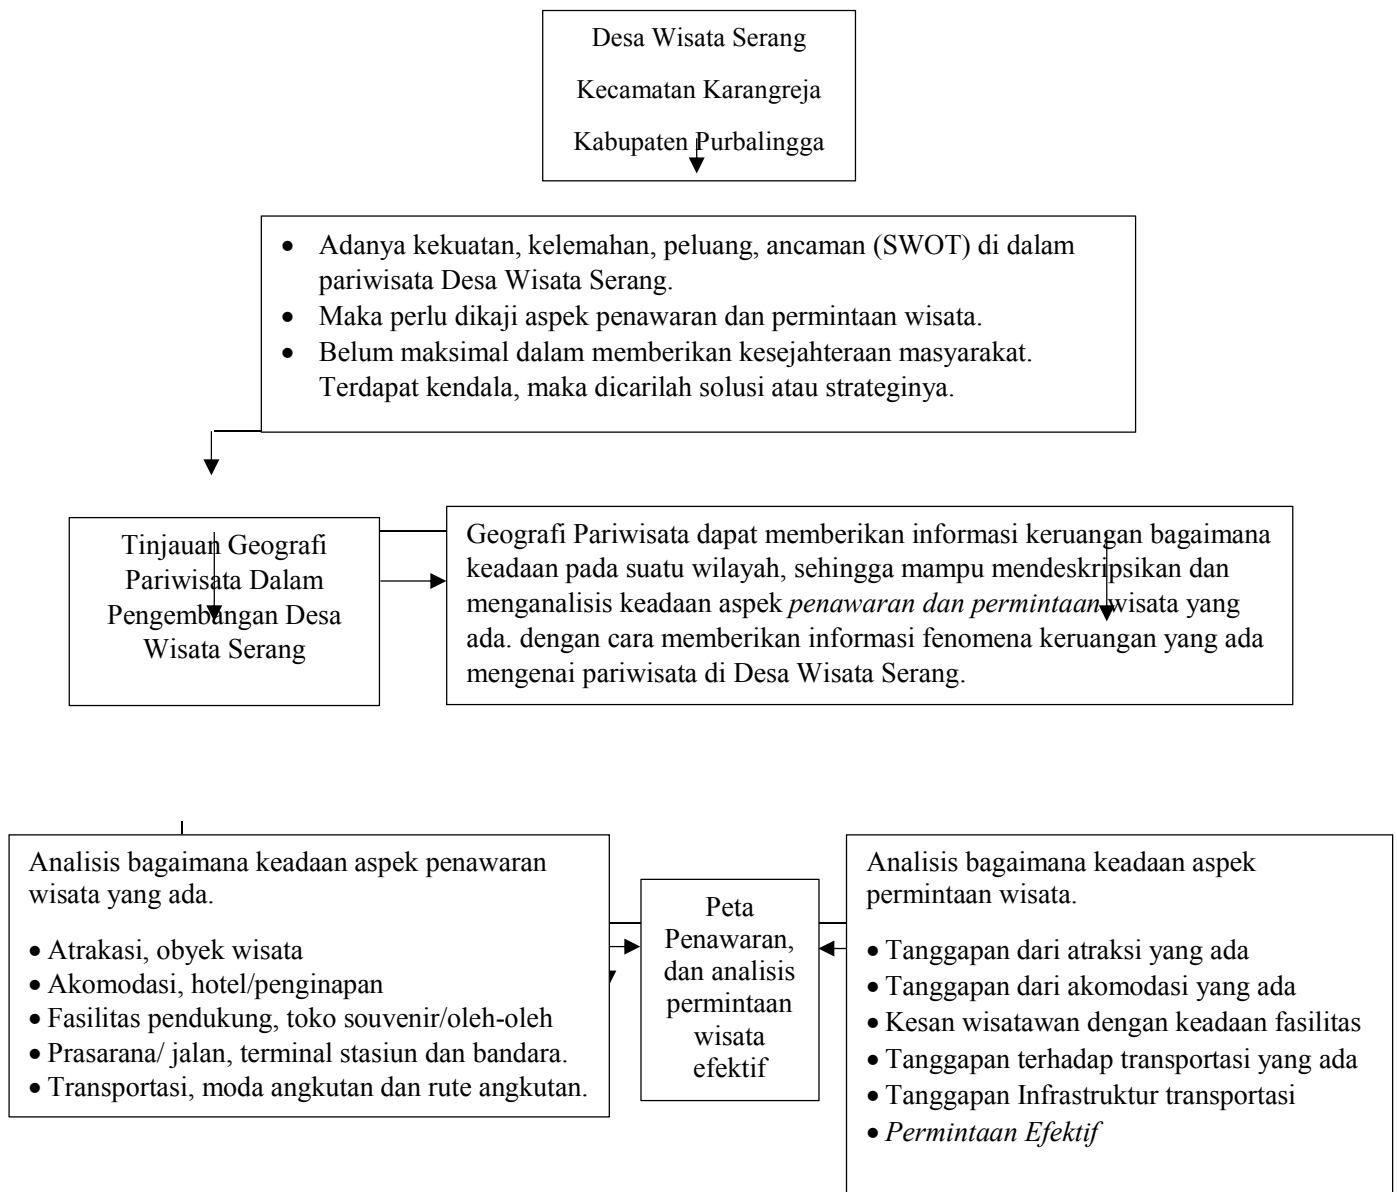 Desa Wisata Serang
Kecamatan Karangreja
Kabupaten Purbalingga
• Adanya kekuatan, kelemahan, peluang, ancaman (SWOT) di dalam
pariwisata Desa Wisata Serang.
• Maka perlu dikaji aspek penawaran dan permintaan wisata.
• Belum maksimal dalam memberikan kesejahteraan masyarakat.
Terdapat kendala, maka dicarilah solusi atau strateginya.
Tinjauan Geografi
Pariwisata Dalam
Pengembangan Desa
Wisata Serang
Geografi Pariwisata dapat memberikan informasi keruangan bagaimana
keadaan pada suatu wilayah, sehingga mampu mendeskripsikan dan
menganalisis keadaan aspek penawaran dan permintaan wisata yang
ada. dengan cara memberikan informasi fenomena keruangan yang ada
mengenai pariwisata di Desa Wisata Serang.
Analisis bagaimana keadaan aspek penawaran
wisata yang ada.
• Atrakasi, obyek wisata
• Akomodasi, hotel/penginapan
• Fasilitas pendukung, toko souvenir/oleh-oleh
• Prasarana/ jalan, terminal stasiun dan bandara.
• Transportasi, moda angkutan dan rute angkutan.
Peta
Penawaran,
dan analisis
permintaan
wisata
efektif
Analisis bagaimana keadaan aspek
permintaan wisata.
• Tanggapan dari atraksi yang ada
• Tanggapan dari akomodasi yang ada
• Kesan wisatawan dengan keadaan fasilitas
• Tanggapan terhadap transportasi yang ada
• Tanggapan Infrastruktur transportasi
• Permintaan Efektif